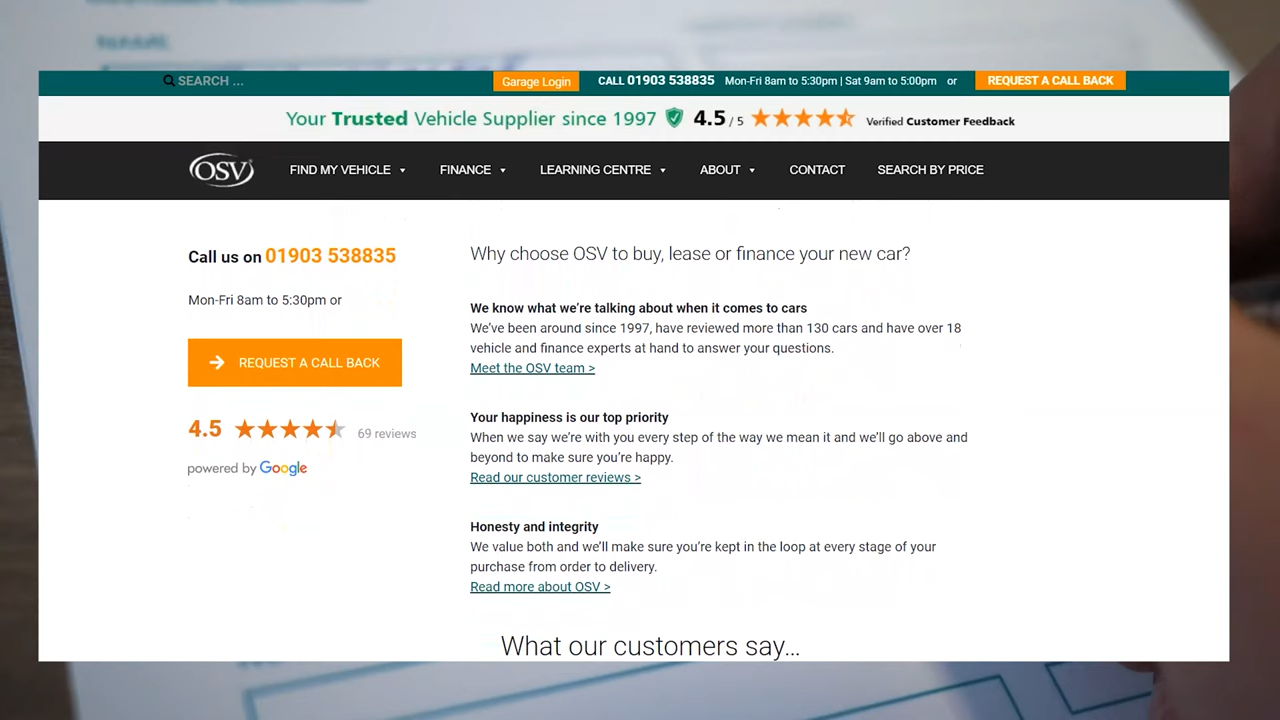 SEARCH ...
Garage Login
CALL 01903 538835 Mon-Fri 8am to 5:30pm | Sat 9am to 5:00pm or
REQUEST A CALL BACK
Your Trusted Vehicle Supplier since 1997 4.5 / 5 Verified Customer Feedback
OSV FIND MY VEHICLE FINANCE LEARNING CENTRE ABOUT CONTACT SEARCH BY PRICE
Call us on 01903 538835
Mon-Fri 8am to 5:30pm or
REQUEST A CALL BACK
4.5 69 reviews
powered by Google
Why choose OSV to buy, lease or finance your new car?
We know what we're talking about when it comes to cars
We've been around since 1997, have reviewed more than 130 cars and have over 18
vehicle and finance experts at hand to answer your questions.
Meet the OSV team >
Your happiness is our top priority
When we say we're with you every step of the way we mean it and we'll go above and
beyond to make sure you're happy.
Read our customer reviews >
Honesty and integrity
We value both and we'll make sure you're kept in the loop at every stage of your
purchase from order to delivery.
Read more about OSV >
What our customers say...